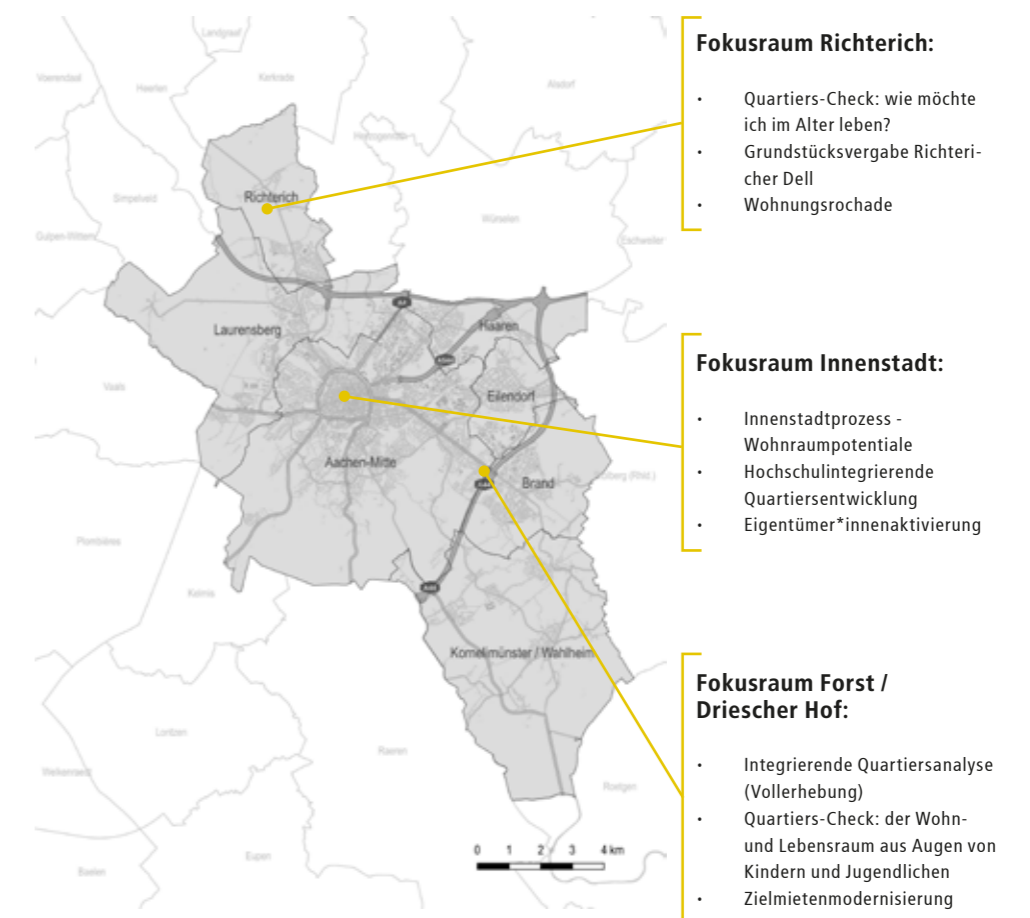 Fokusraum Richterich:
• Quartiers-Check: wie möchte
ich im Alter leben?
• Grundstücksvergabe Richteri-
cher Dell
• Wohnungsrochade
Fokusraum Innenstadt:
• Innenstadtprozess -
Wohnraumpotentiale
• Hochschulintegrierende
Quartiersentwicklung
• Eigentümer*innenaktivierung
Fokusraum Forst /
Driescher Hof:
• Integrierende Quartiersanalyse
(Vollerhebung)
• Quartiers-Check: der Wohn-
und Lebensraum aus Augen von
Kindern und Jugendlichen
• Zielmietenmodernisierung
Landgraaf
Voerendaal
Heerlen
Kerkrade
Alsdorf
Herzogenrath
Simpelveld
Richterich
Würselen
Gulpen-Wittem
Eschweiler
Laurensberg
Haaren
Vaals
Eilendorf
Aachen-Mitte
Brand
Plombières
Kelmis
Kornelimünster / Walheim
Lontzen
Raeren
Welkenraedt
Roetgen
Eupen
Baelen
0 1 2 3 4 km